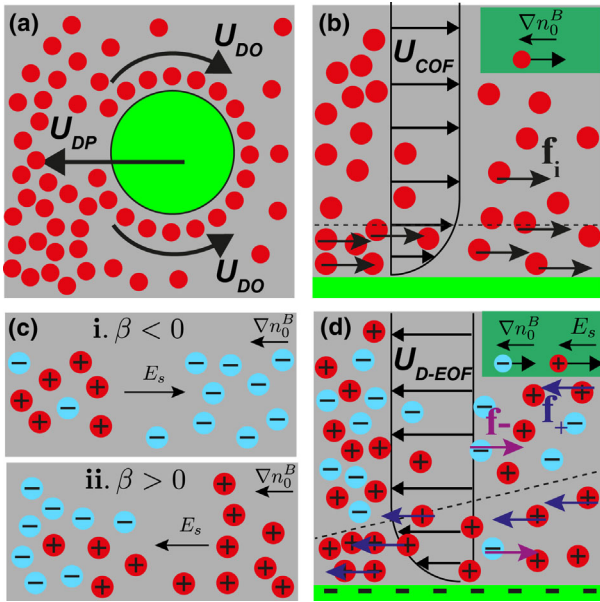 (a)
U_DO
U_DP
U_DO
(b)
∇n_0^B
U_COF
f_i
(c)
i. β < 0
∇n_0^B
E_s
ii. β > 0
∇n_0^B
E_s
(d)
∇n_0^B E_s
U_D-EOF
f- f+